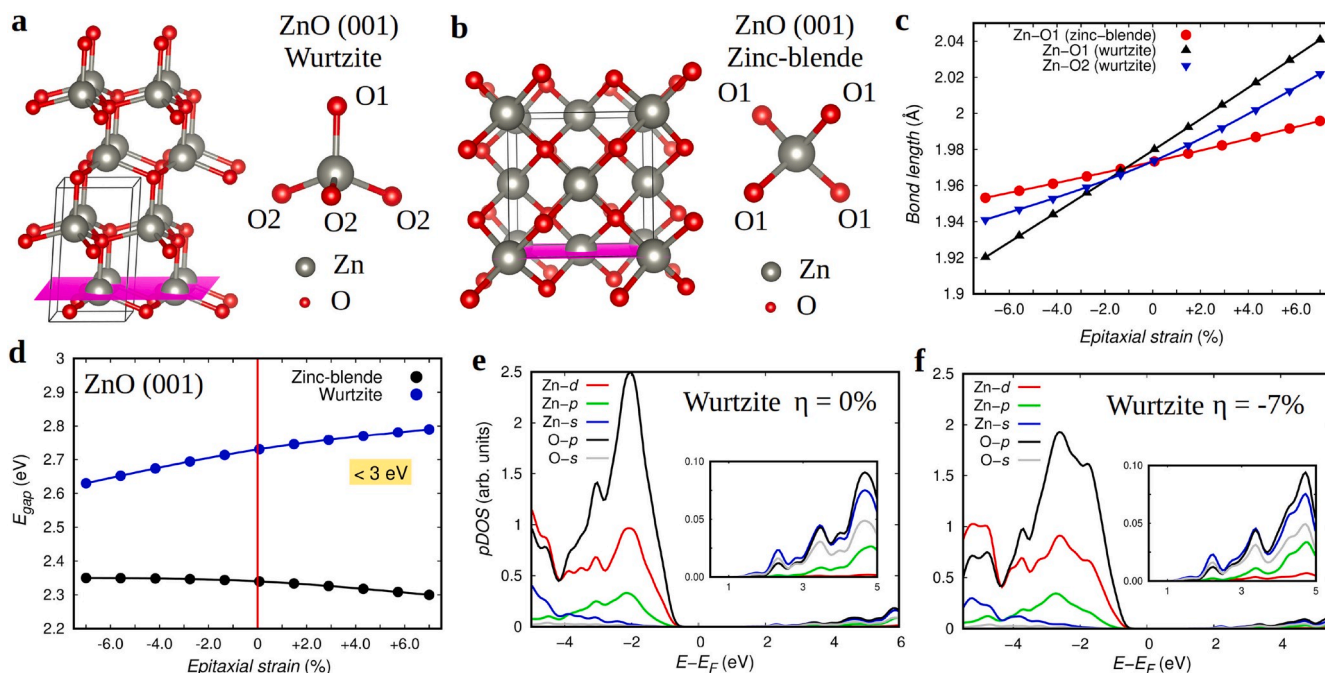 a
ZnO (001)
Wurtzite
O1
O2
O2
O2
Zn
O
b
ZnO (001)
Zinc-blende
O1
O1
O1
O1
Zn
O
c
Zn−O1 (zinc−blende)
Zn−O1 (wurtzite)
Zn−O2 (wurtzite)
2.04
2.02
2
1.98
1.96
1.94
1.92
1.9
Bond length (Å)
−6.0
−4.0
−2.0
0
+2.0
+4.0
+6.0
Epitaxial strain (%)
d
ZnO (001)
Zinc−blende
Wurtzite
< 3 eV
3
2.9
2.8
2.7
2.6
2.5
2.4
2.3
2.2
Egap (eV)
-6.0
-4.0
-2.0
0
+2.0
+4.0
+6.0
Epitaxial strain (%)
e
Zn−d
Zn−p
Zn−s
O−p
O−s
Wurtzite η = 0%
2.5
2
1.5
1
0.5
0
pDOS (arb. units)
0.10
0.05
0.00
1
3
5
−4
−2
0
2
4
6
E−EF (eV)
f
Zn−d
Zn−p
Zn−s
O−p
O−s
Wurtzite η = -7%
2.5
2
1.5
1
0.5
0
0.10
0.05
0.00
1
3
5
−4
−2
0
2
4
6
E−EF (eV)